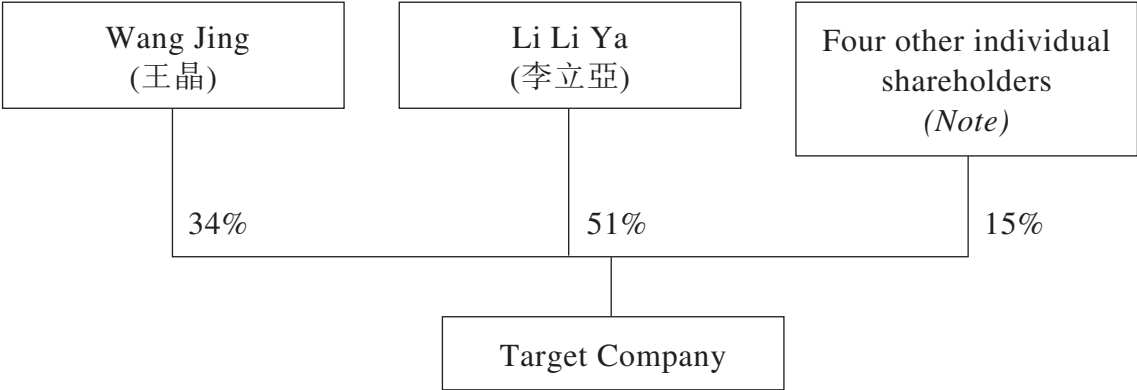 Wang Jing
(王晶)
Li Li Ya
(李立亞)
Four other individual
shareholders
(Note)
34%
51%
15%
Target Company